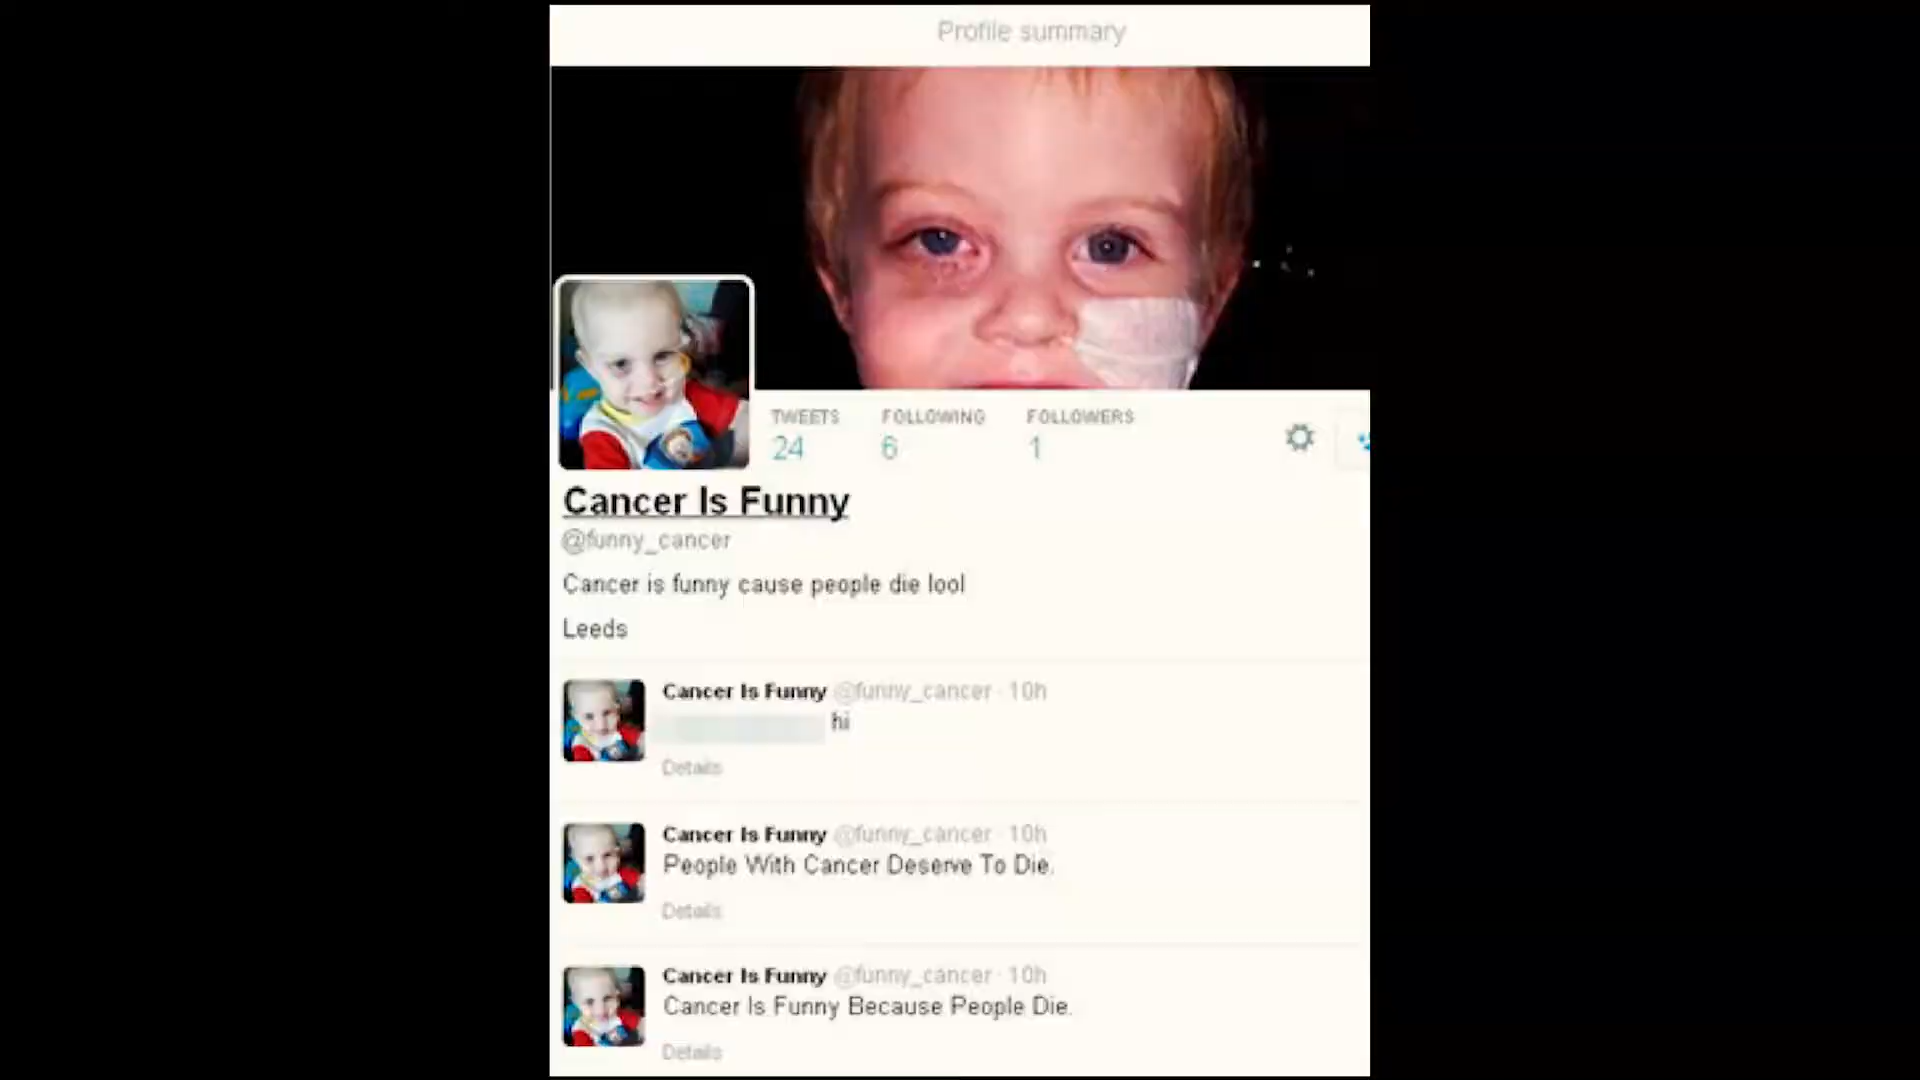 Profile summary
TWEETS FOLLOWING FOLLOWERS
24 6 1
Cancer Is Funny
@funny_cancer
Cancer is funny cause people die lool
Leeds
Cancer Is Funny @funny_cancer · 10h
hi
Details
Cancer Is Funny @funny_cancer · 10h
People With Cancer Deserve To Die.
Details
Cancer Is Funny @funny_cancer · 10h
Cancer Is Funny Because People Die.
Details